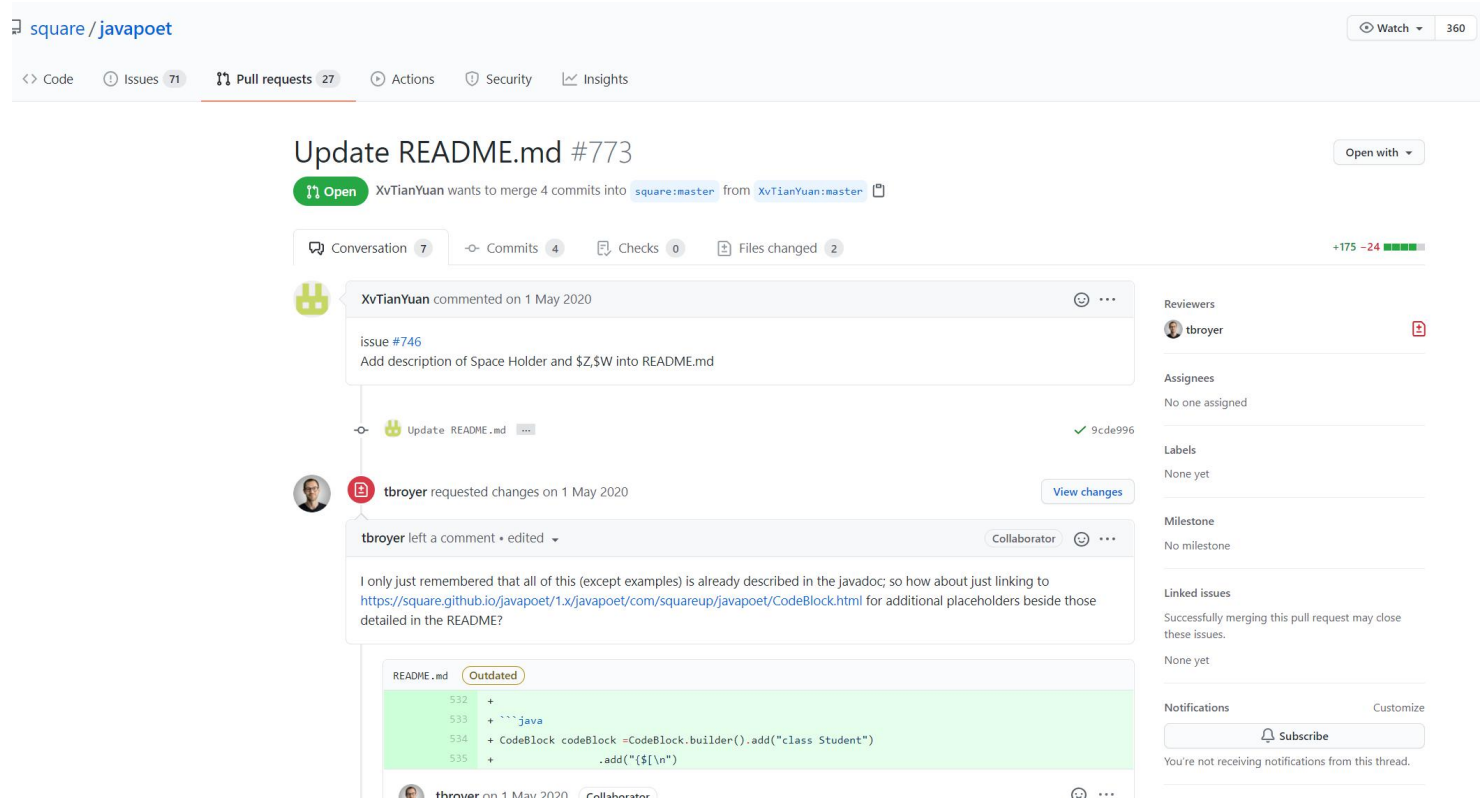 square / javapoet
Watch 360
Code Issues 71 Pull requests 27 Actions Security Insights
Update README.md #773
Open with
Open XvTianYuan wants to merge 4 commits into square:master from XvTianYuan:master
Conversation 7 Commits 4 Checks 0 Files changed 2
+175 −24
XvTianYuan commented on 1 May 2020
issue #746
Add description of Space Holder and $Z,$W into README.md
Update README.md ...
9cde996
tbroyer requested changes on 1 May 2020
View changes
tbroyer left a comment • edited
Collaborator
I only just remembered that all of this (except examples) is already described in the javadoc; so how about just linking to
https://square.github.io/javapoet/1.x/javapoet/com/squareup/javapoet/CodeBlock.html for additional placeholders beside those
detailed in the README?
README.md Outdated
532 +
533 + ```java
534 + CodeBlock codeBlock =CodeBlock.builder().add("class Student")
535 + .add("{$[\n")
tbroyer on 1 May 2020 Collaborator
Reviewers
tbroyer
Assignees
No one assigned
Labels
None yet
Milestone
No milestone
Linked issues
Successfully merging this pull request may close
these issues.
None yet
Notifications Customize
Subscribe
You're not receiving notifications from this thread.